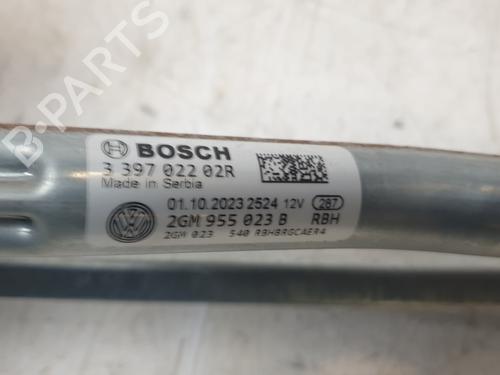 B-Parts
BOSCH
3 397 022 02R
Made in Serbia
01.10.2023 2524 12V 287
2GM 955 023 B RBH
2GM 023 540 RBHBRGCAER4